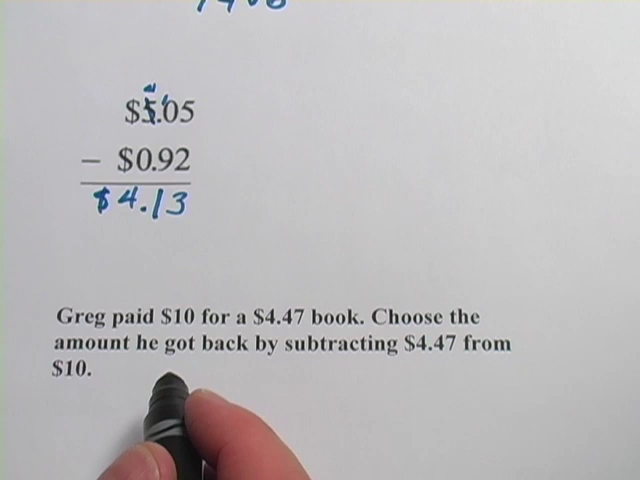 $5.05
– $0.92
$4.13
Greg paid $10 for a $4.47 book. Choose the
amount he got back by subtracting $4.47 from
$10.